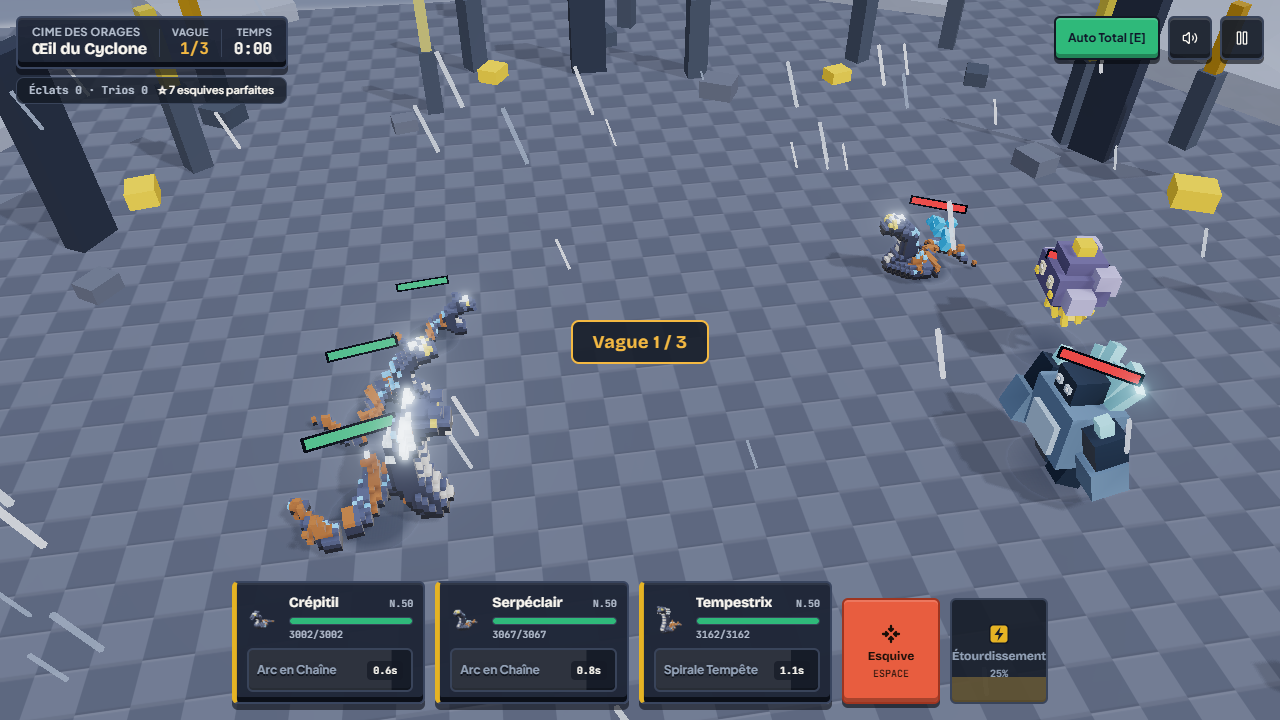 CIME DES ORAGES
Œil du Cyclone
VAGUE
1/3
TEMPS
0:00
Éclats 0 · Trios 0 ★7 esquives parfaites
Auto Total [E]
Vague 1 / 3
Crépitil N.50
3002/3002
Arc en Chaîne 0.6s
Serpéclair N.50
3067/3067
Arc en Chaîne 0.8s
Tempestrix N.50
3162/3162
Spirale Tempête 1.1s
Esquive
ESPACE
Étourdissement
25%